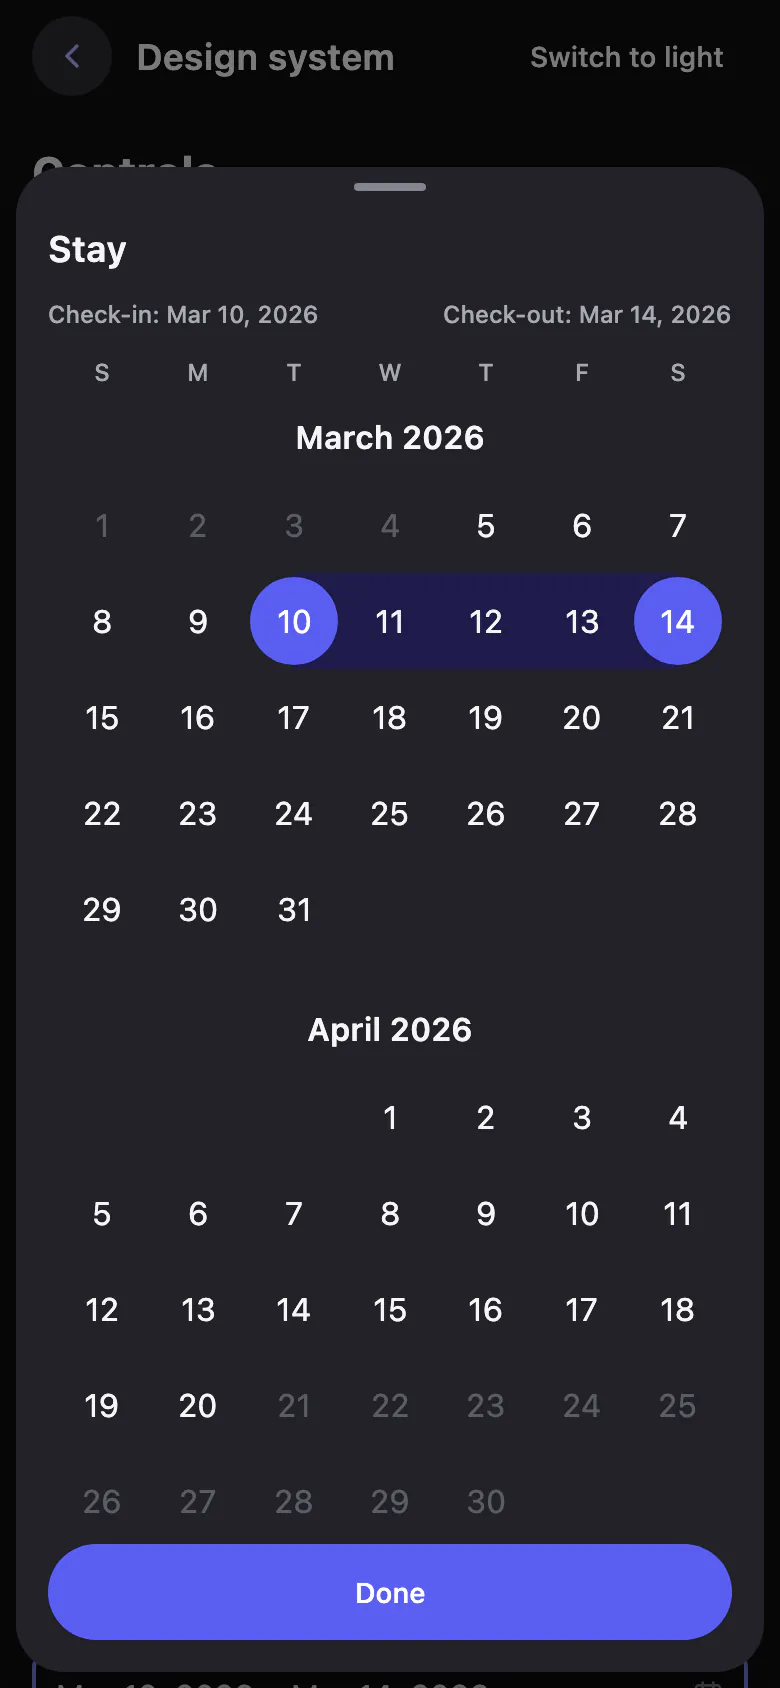 Design system
Switch to light
Controls
Stay
Check-in: Mar 10, 2026
Check-out: Mar 14, 2026
S M T W T F S
March 2026
1 2 3 4 5 6 7
8 9 10 11 12 13 14
15 16 17 18 19 20 21
22 23 24 25 26 27 28
29 30 31
April 2026
1 2 3 4
5 6 7 8 9 10 11
12 13 14 15 16 17 18
19 20 21 22 23 24 25
26 27 28 29 30
Done